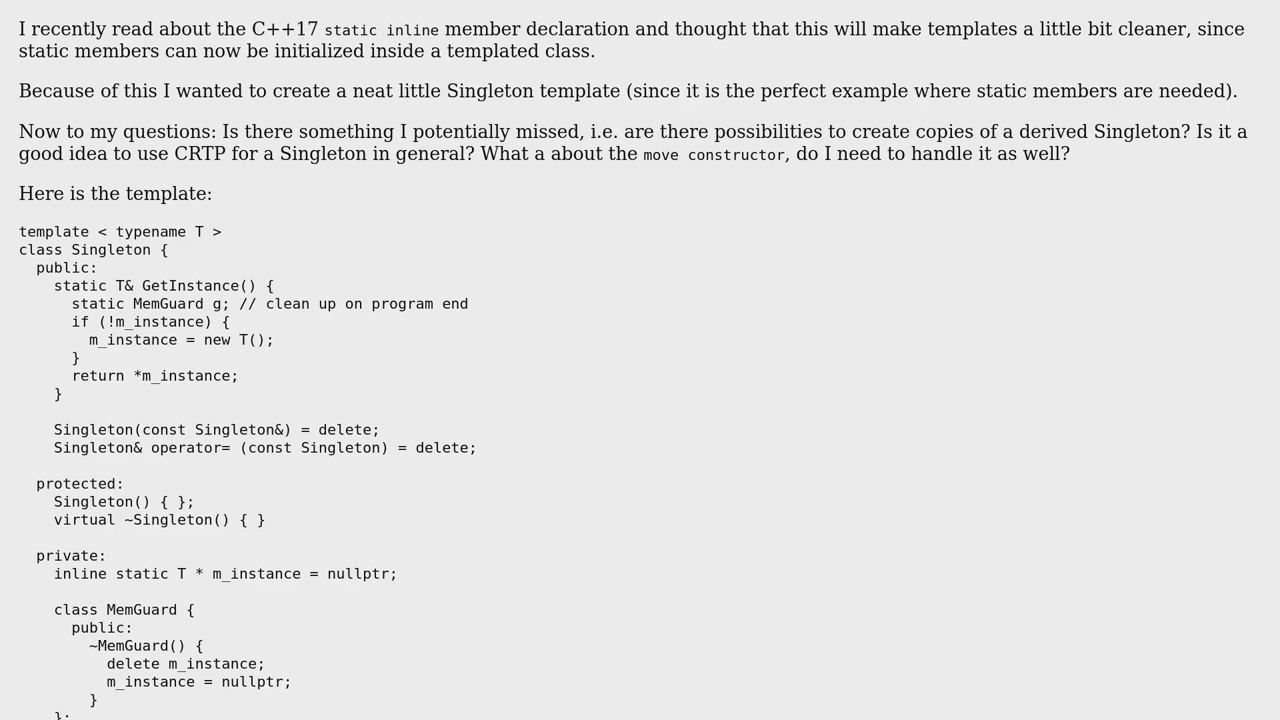 I recently read about the C++17 static inline member declaration and thought that this will make templates a little bit cleaner, since
static members can now be initialized inside a templated class.
Because of this I wanted to create a neat little Singleton template (since it is the perfect example where static members are needed).
Now to my questions: Is there something I potentially missed, i.e. are there possibilities to create copies of a derived Singleton? Is it a
good idea to use CRTP for a Singleton in general? What a about the move constructor, do I need to handle it as well?
Here is the template:
template < typename T >
class Singleton {
  public:
    static T& GetInstance() {
      static MemGuard g; // clean up on program end
      if (!m_instance) {
        m_instance = new T();
      }
      return *m_instance;
    }
    Singleton(const Singleton&) = delete;
    Singleton& operator= (const Singleton) = delete;
  protected:
    Singleton() { };
    virtual ~Singleton() { }
  private:
    inline static T * m_instance = nullptr;
    class MemGuard {
      public:
        ~MemGuard() {
          delete m_instance;
          m_instance = nullptr;
        }
    };